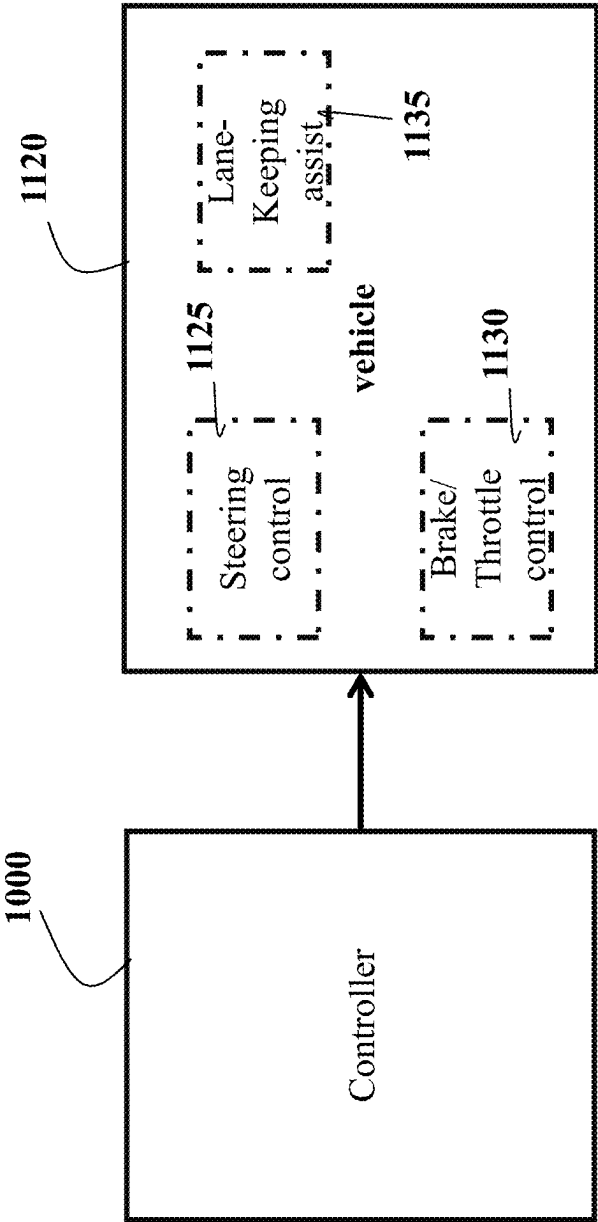 1000
Controller
1120
1125
Steering
control
Lane-
Keeping
assist
1135
vehicle
1130
Brake/
Throttle
control